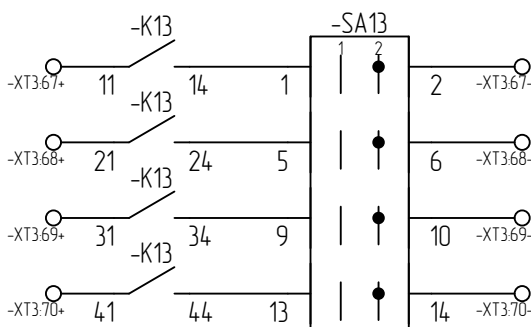 -K13 -SA13
1 2
-XT3:67+ 11 14 1 2 -XT3:67-
-K13
-XT3:68+ 21 24 5 6 -XT3:68-
-K13
-XT3:69+ 31 34 9 10 -XT3:69-
-K13
-XT3:70+ 41 44 13 14 -XT3:70-